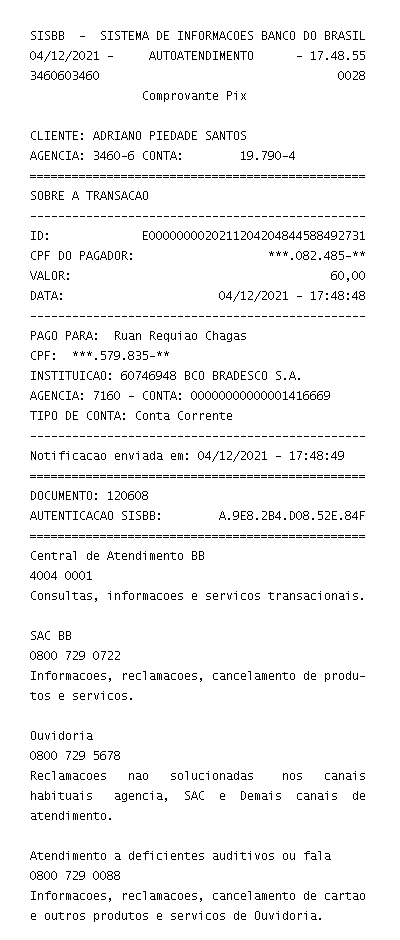 SISBB - SISTEMA DE INFORMACOES BANCO DO BRASIL
04/12/2021 - AUTOATENDIMENTO - 17.48.55
3460603460 0028
Comprovante Pix
CLIENTE: ADRIANO PIEDADE SANTOS
AGENCIA: 3460-6 CONTA: 19.790-4
================================================
SOBRE A TRANSACAO
------------------------------------------------
ID: E00000000202112042048445884927​31
CPF DO PAGADOR: ***.082.485-**
VALOR: 60,00
DATA: 04/12/2021 - 17:48:48
------------------------------------------------
PAGO PARA: Ruan Requiao Chagas
CPF: ***.579.835-**
INSTITUICAO: 60746948 BCO BRADESCO S.A.
AGENCIA: 7160 - CONTA: 00000000000001416669
TIPO DE CONTA: Conta Corrente
------------------------------------------------
Notificacao enviada em: 04/12/2021 - 17:48:49
================================================
DOCUMENTO: 120608
AUTENTICACAO SISBB: A.9E8.2B4.D08.52E.84F
================================================
Central de Atendimento BB
4004 0001
Consultas, informacoes e servicos transacionais.
SAC BB
0800 729 0722
Informacoes, reclamacoes, cancelamento de produ-
tos e servicos.
Ouvidoria
0800 729 5678
Reclamacoes nao solucionadas nos canais
habituais agencia, SAC e Demais canais de
atendimento.
Atendimento a deficientes auditivos ou fala
0800 729 0088
Informacoes, reclamacoes, cancelamento de cartao
e outros produtos e servicos de Ouvidoria.